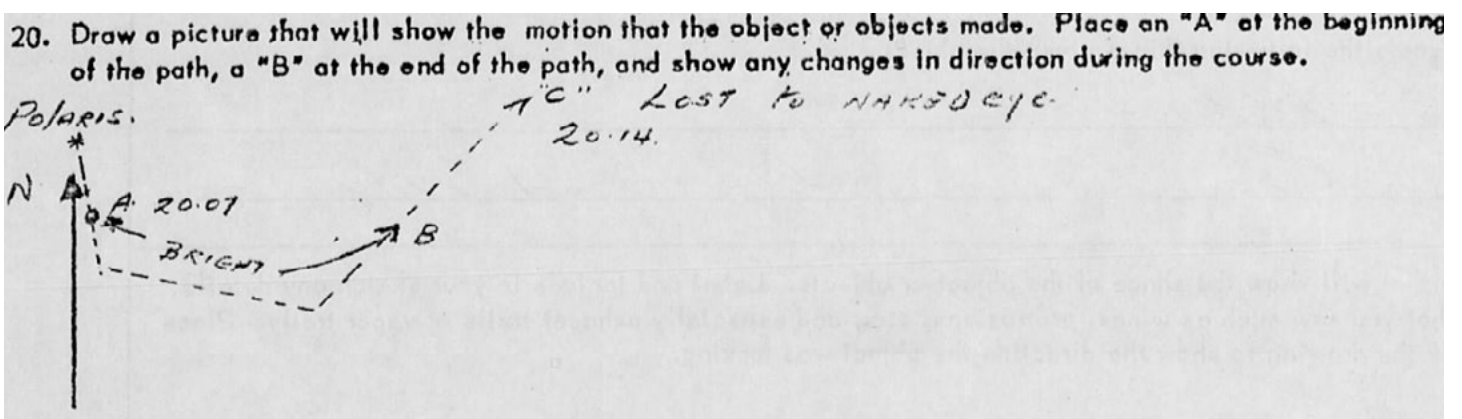 20. Draw a picture that will show the motion that the object or objects made. Place an "A" at the beginning
of the path, a "B" at the end of the path, and show any changes in direction during the course.
"C" LOST to NAKED eye.
POLARIS.
20.14.
N
A. 20.07
B
BRIGHT